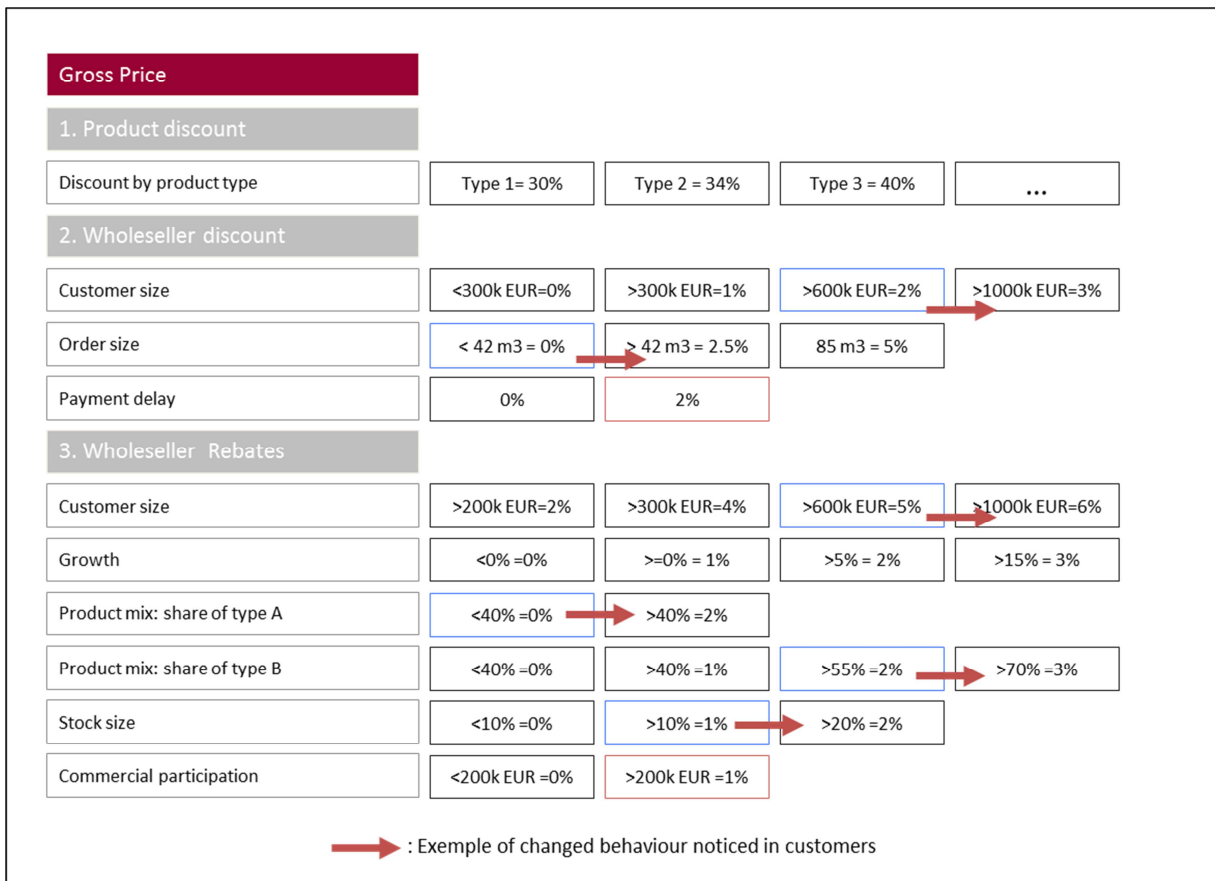 Gross Price
1. Product discount
Discount by product type
Type 1= 30%
Type 2 = 34%
Type 3 = 40%
...
2. Wholeseller discount
Customer size
<300k EUR=0%
>300k EUR=1%
>600k EUR=2%
>1000k EUR=3%
Order size
< 42 m3 = 0%
> 42 m3 = 2.5%
85 m3 = 5%
Payment delay
0%
2%
3. Wholeseller Rebates
Customer size
>200k EUR=2%
>300k EUR=4%
>600k EUR=5%
>1000k EUR=6%
Growth
<0% =0%
>=0% = 1%
>5% = 2%
>15% = 3%
Product mix: share of type A
<40% =0%
>40% =2%
Product mix: share of type B
<40% =0%
>40% =1%
>55% =2%
>70% =3%
Stock size
<10% =0%
>10% =1%
>20% =2%
Commercial participation
<200k EUR =0%
>200k EUR =1%
: Exemple of changed behaviour noticed in customers